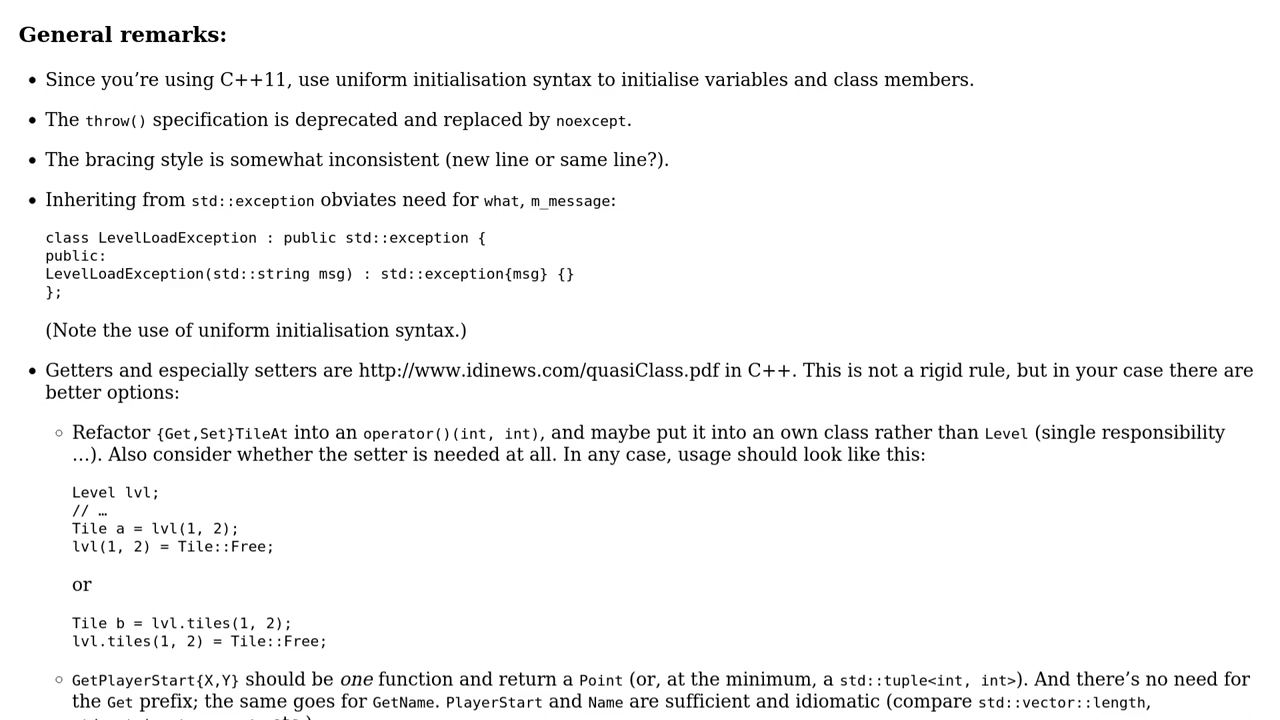 General remarks:
• Since you’re using C++11, use uniform initialisation syntax to initialise variables and class members.
• The throw() specification is deprecated and replaced by noexcept.
• The bracing style is somewhat inconsistent (new line or same line?).
• Inheriting from std::exception obviates need for what, m_message:
class LevelLoadException : public std::exception {
public:
LevelLoadException(std::string msg) : std::exception{msg} {}
};
(Note the use of uniform initialisation syntax.)
• Getters and especially setters are http://www.idinews.com/quasiClass.pdf in C++. This is not a rigid rule, but in your case there are
better options:
◦ Refactor {Get,Set}TileAt into an operator()(int, int), and maybe put it into an own class rather than Level (single responsibility
…). Also consider whether the setter is needed at all. In any case, usage should look like this:
Level lvl;
// …
Tile a = lvl(1, 2);
lvl(1, 2) = Tile::Free;
or
Tile b = lvl.tiles(1, 2);
lvl.tiles(1, 2) = Tile::Free;
◦ GetPlayerStart{X,Y} should be one function and return a Point (or, at the minimum, a std::tuple<int, int>). And there’s no need for
the Get prefix; the same goes for GetName. PlayerStart and Name are sufficient and idiomatic (compare std::vector::length,